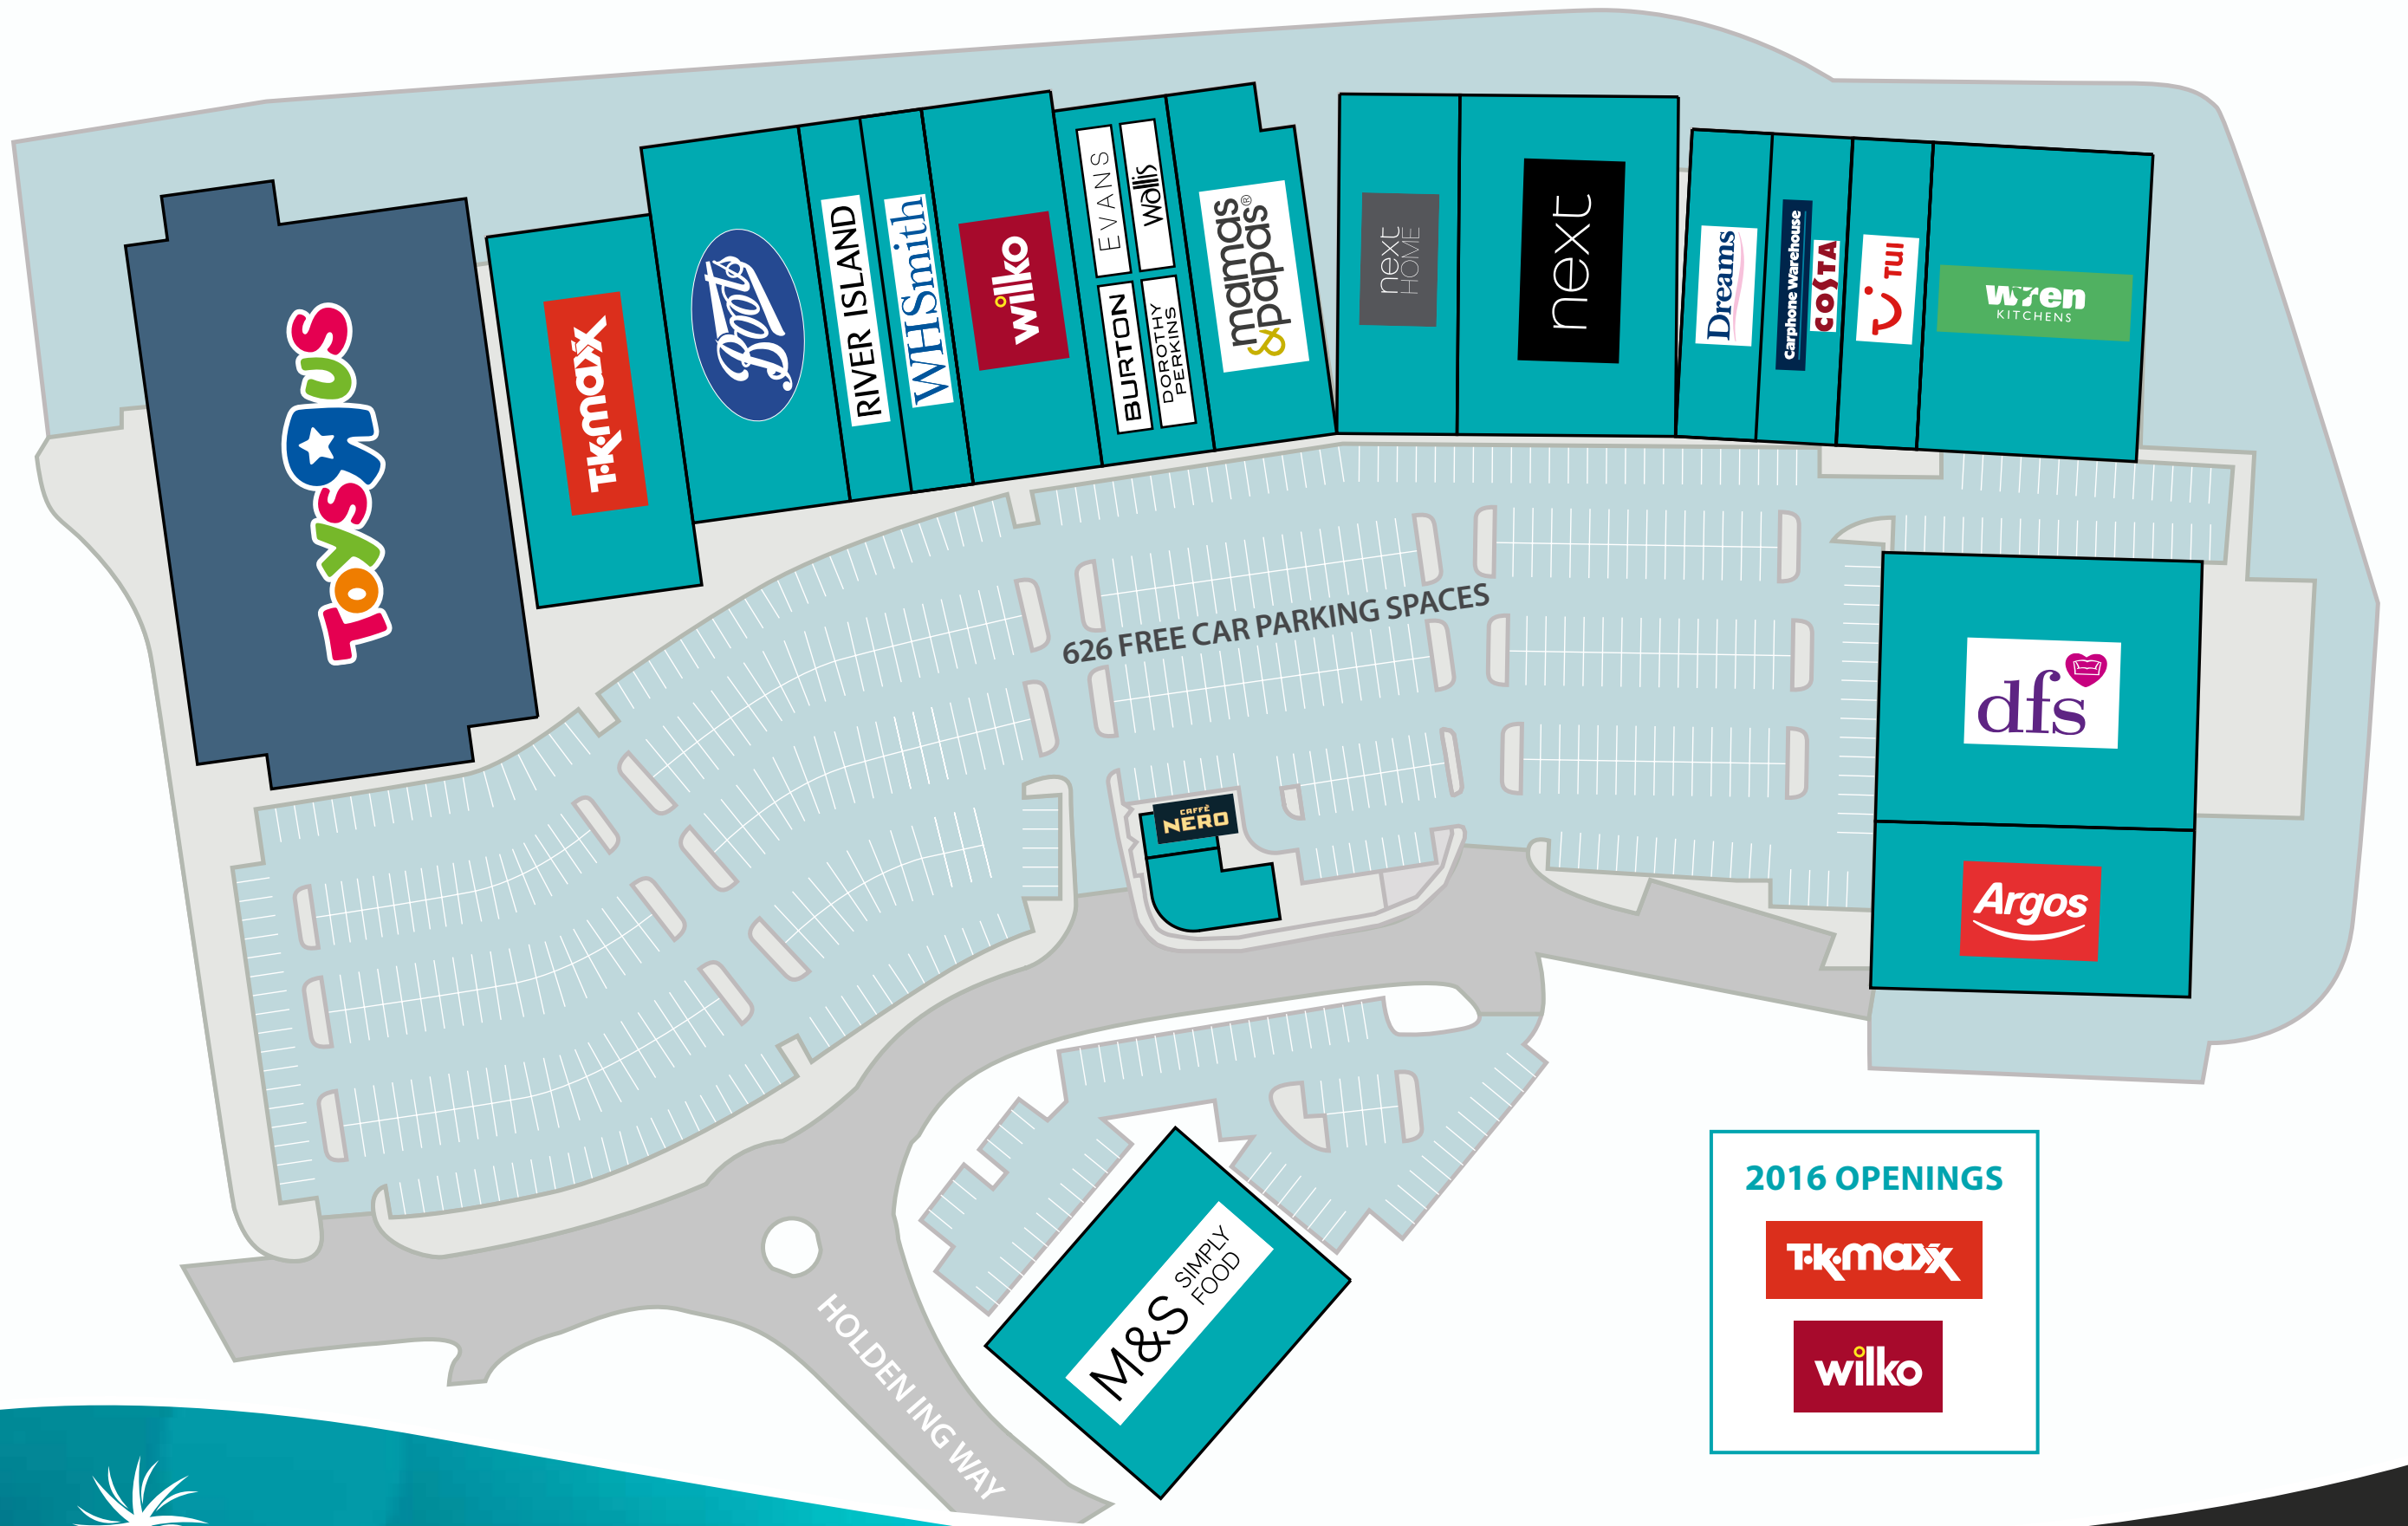 Toys R us
T·K·maxx
Boots
RIVER ISLAND
WHSmith
wilko
EVANS
Wallis
BURTON
DOROTHY
PERKINS
mamas
&papas®
next
HOME
next
Dreams
Carphone Warehouse
COSTA
TUI
wren
KITCHENS
626 FREE CAR PARKING SPACES
dfs
CAFFÈ
NERO
Argos
M&S
SIMPLY
FOOD
HOLDEN ING WAY
2016 OPENINGS
T·K·maxx
wilko